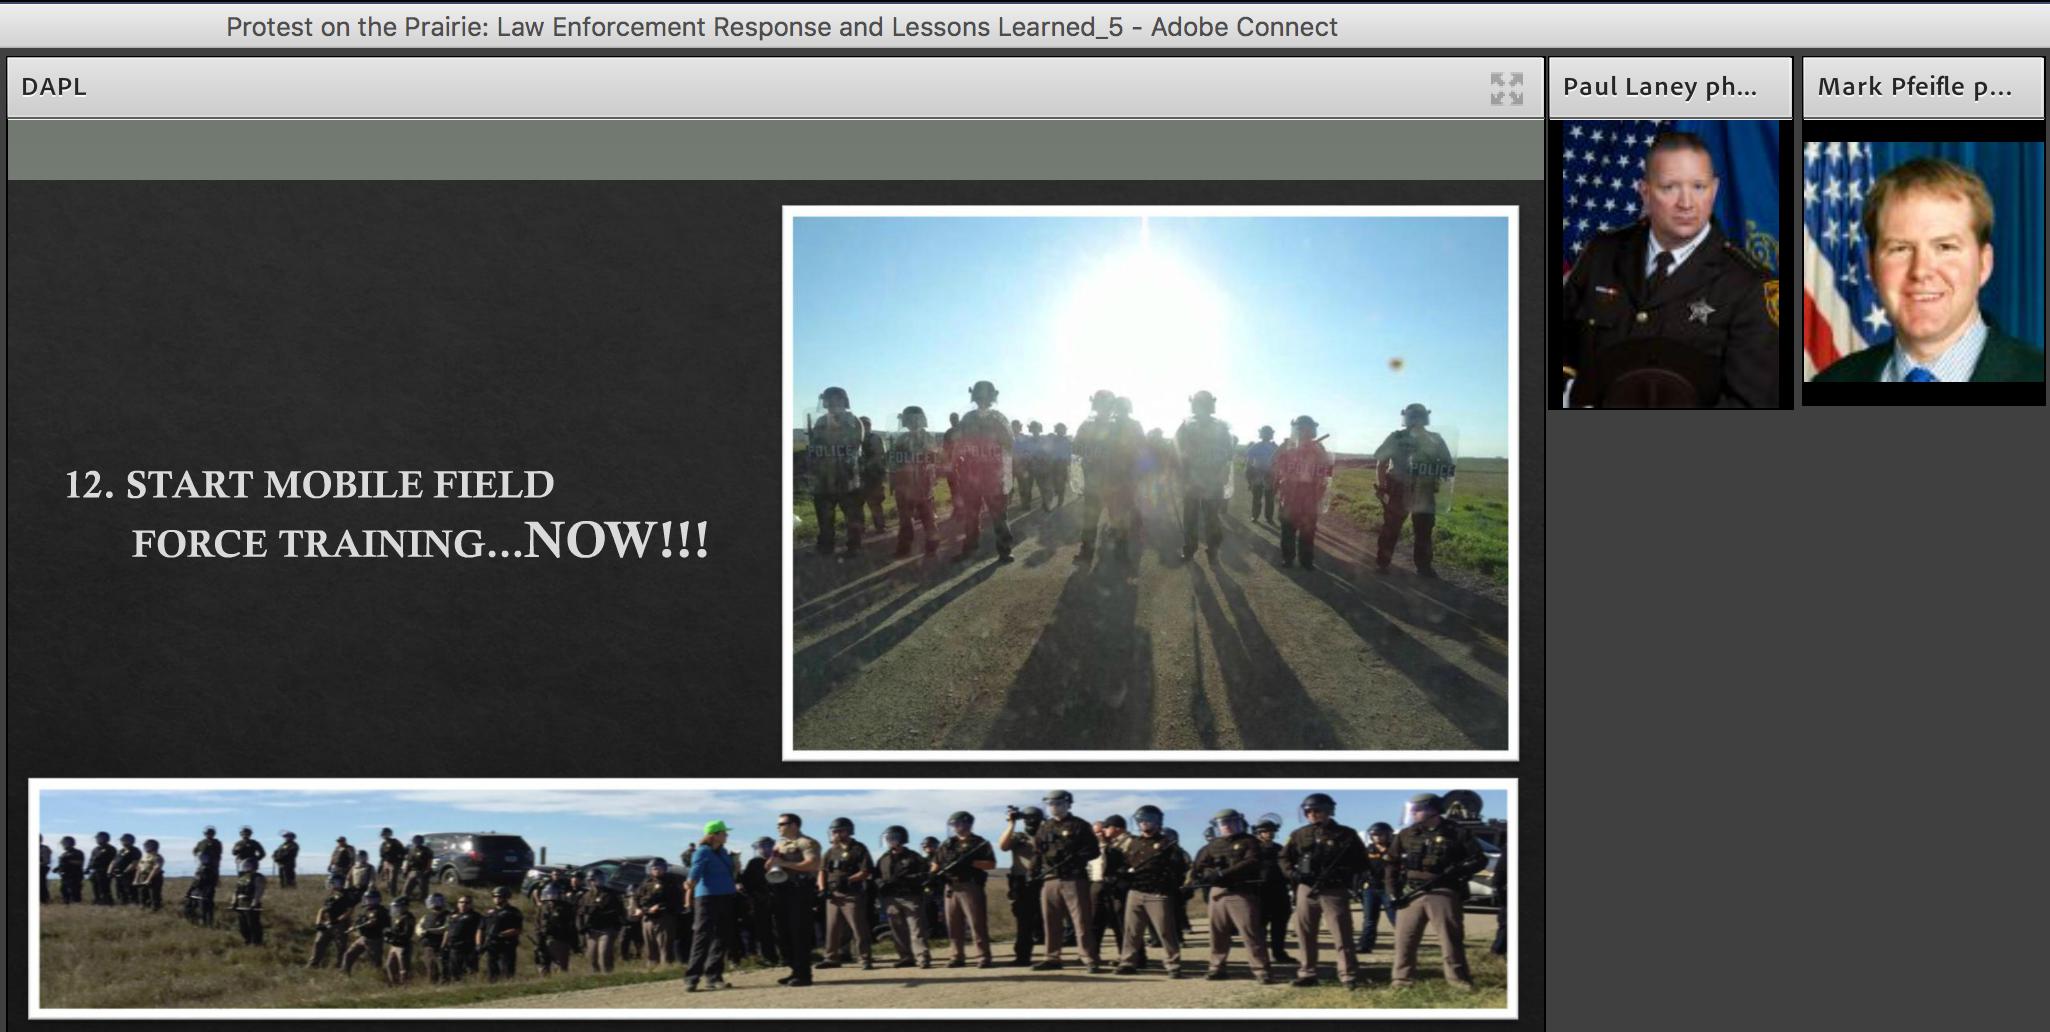 Protest on the Prairie: Law Enforcement Response and Lessons Learned_5 - Adobe Connect
DAPL
Paul Laney ph...
Mark Pfeifle p...
12. START MOBILE FIELD
FORCE TRAINING...NOW!!!
POLICE
POLICE
POLICE
POLICE
POLICE